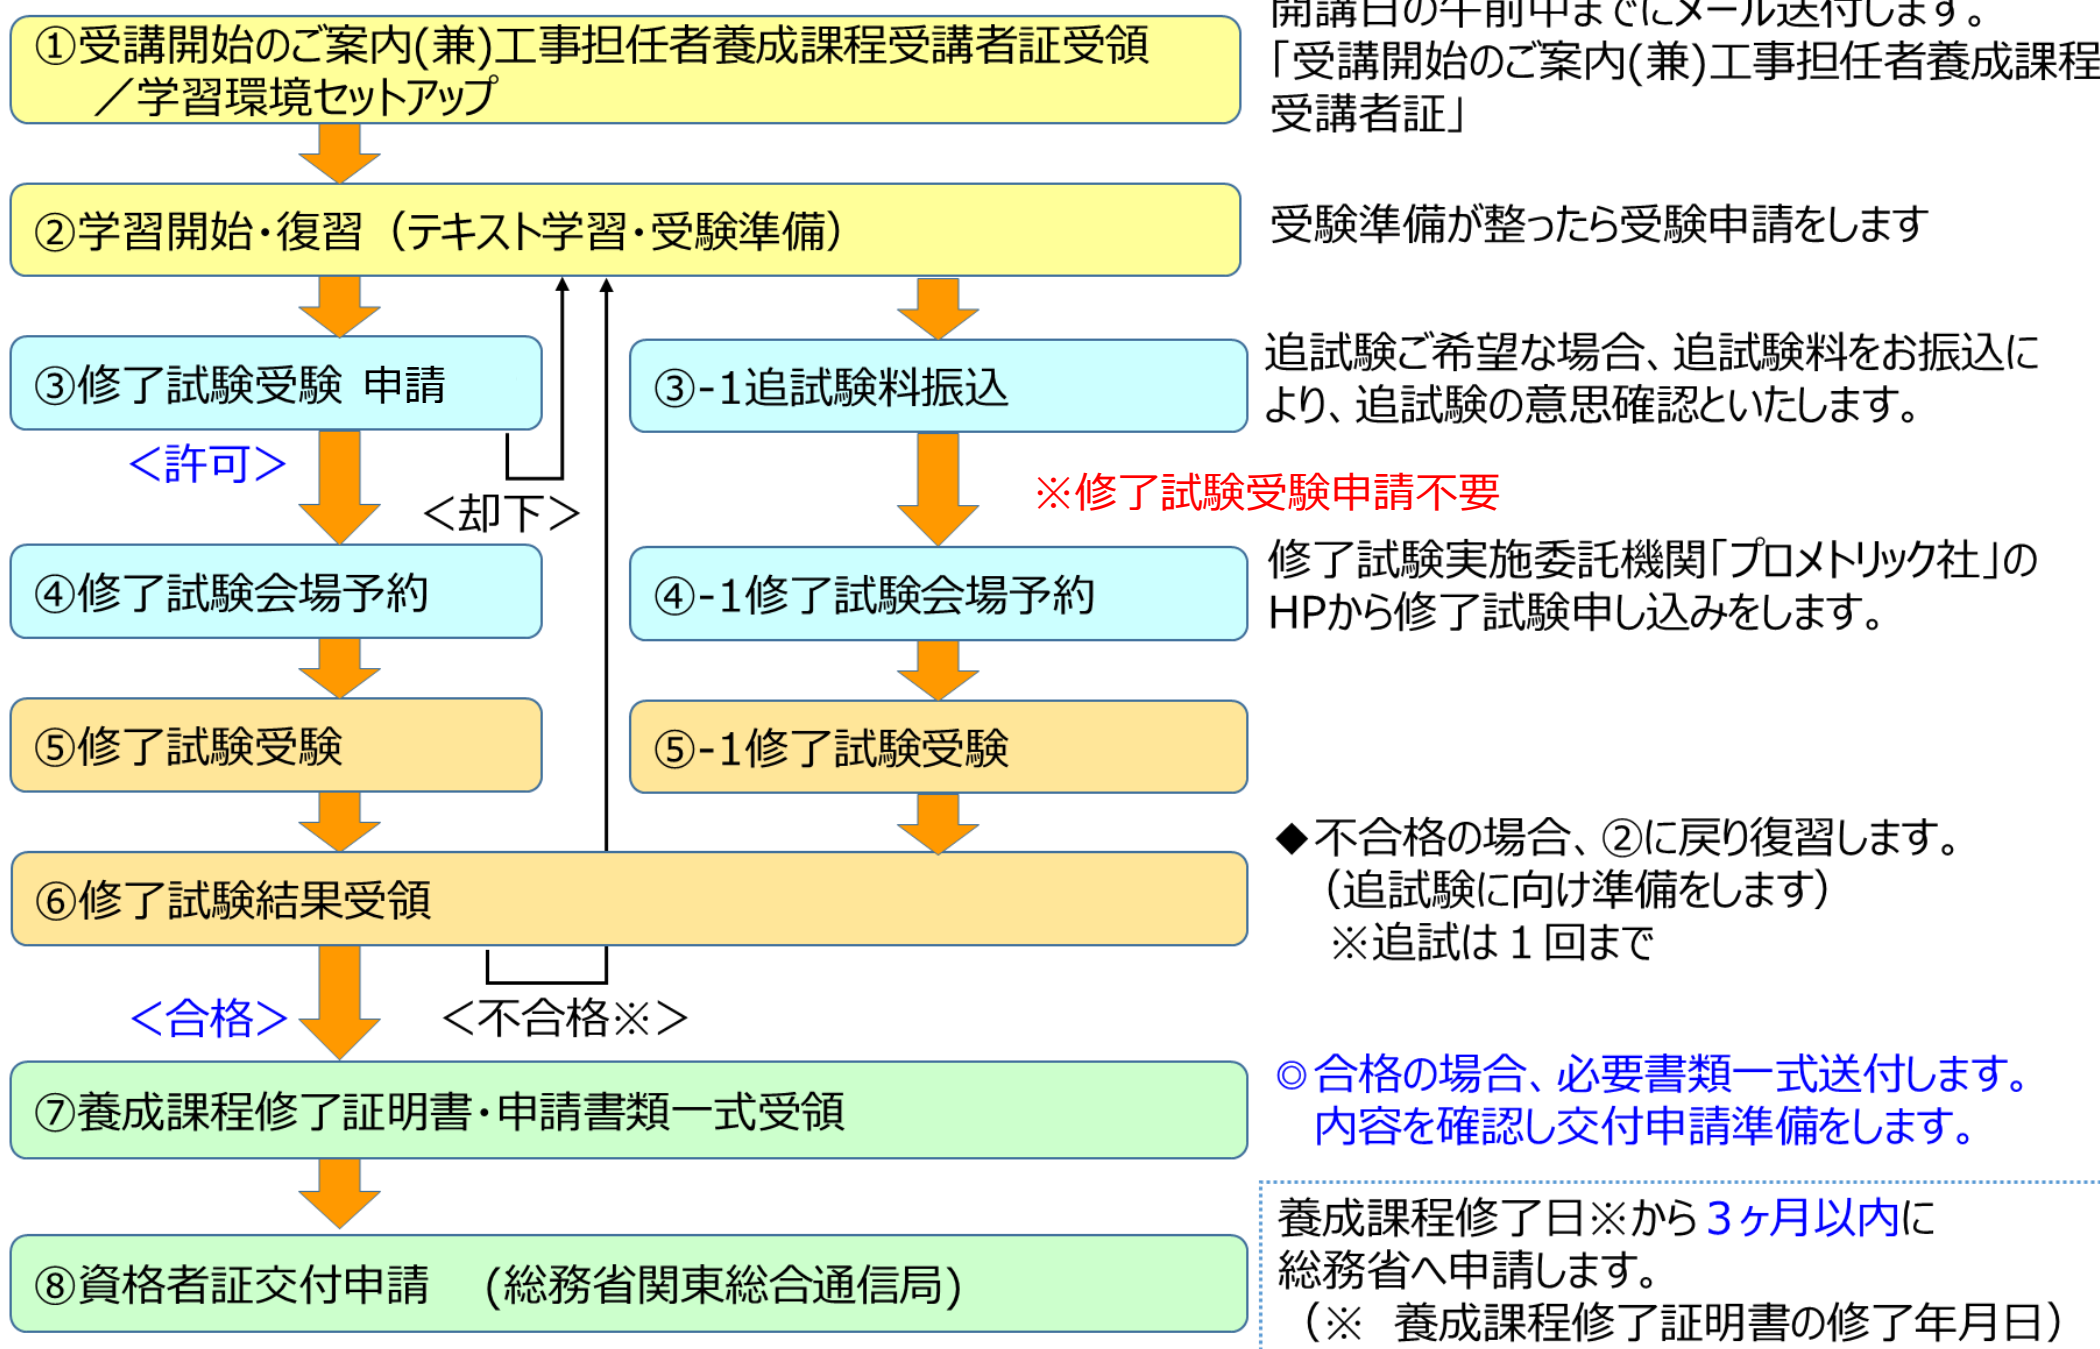 開講日の午前中までにメール送付します。
①受講開始のご案内(兼)工事担任者養成課程受講者証受領
／学習環境セットアップ
「受講開始のご案内(兼)工事担任者養成課程
受講者証」
②学習開始・復習（テキスト学習・受験準備）
受験準備が整ったら受験申請をします
③修了試験受験 申請
③-1追試験料振込
追試験ご希望な場合、追試験料をお振込に
より、追試験の意思確認といたします。
＜許可＞
＜却下＞
※修了試験受験申請不要
④修了試験会場予約
④-1修了試験会場予約
修了試験実施委託機関「プロメトリック社」の
HPから修了試験申し込みをします。
⑤修了試験受験
⑤-1修了試験受験
⑥修了試験結果受領
◆不合格の場合、②に戻り復習します。
（追試験に向け準備をします）
※追試は１回まで
＜合格＞
＜不合格※＞
⑦養成課程修了証明書・申請書類一式受領
◎合格の場合、必要書類一式送付します。
内容を確認し交付申請準備をします。
⑧資格者証交付申請　(総務省関東総合通信局)
養成課程修了日※から３ヶ月以内に
総務省へ申請します。
（※　養成課程修了証明書の修了年月日）